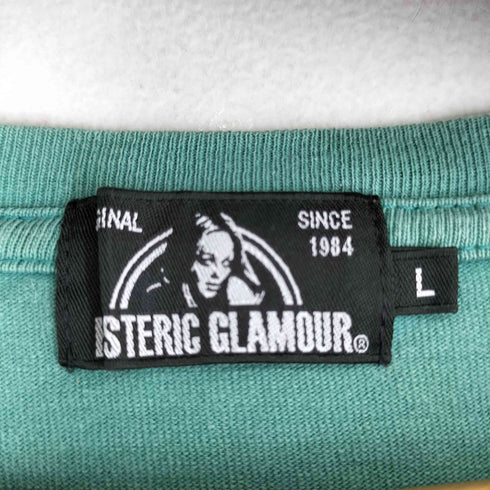 GINAL SINCE
1984
STERIC GLAMOUR®
L